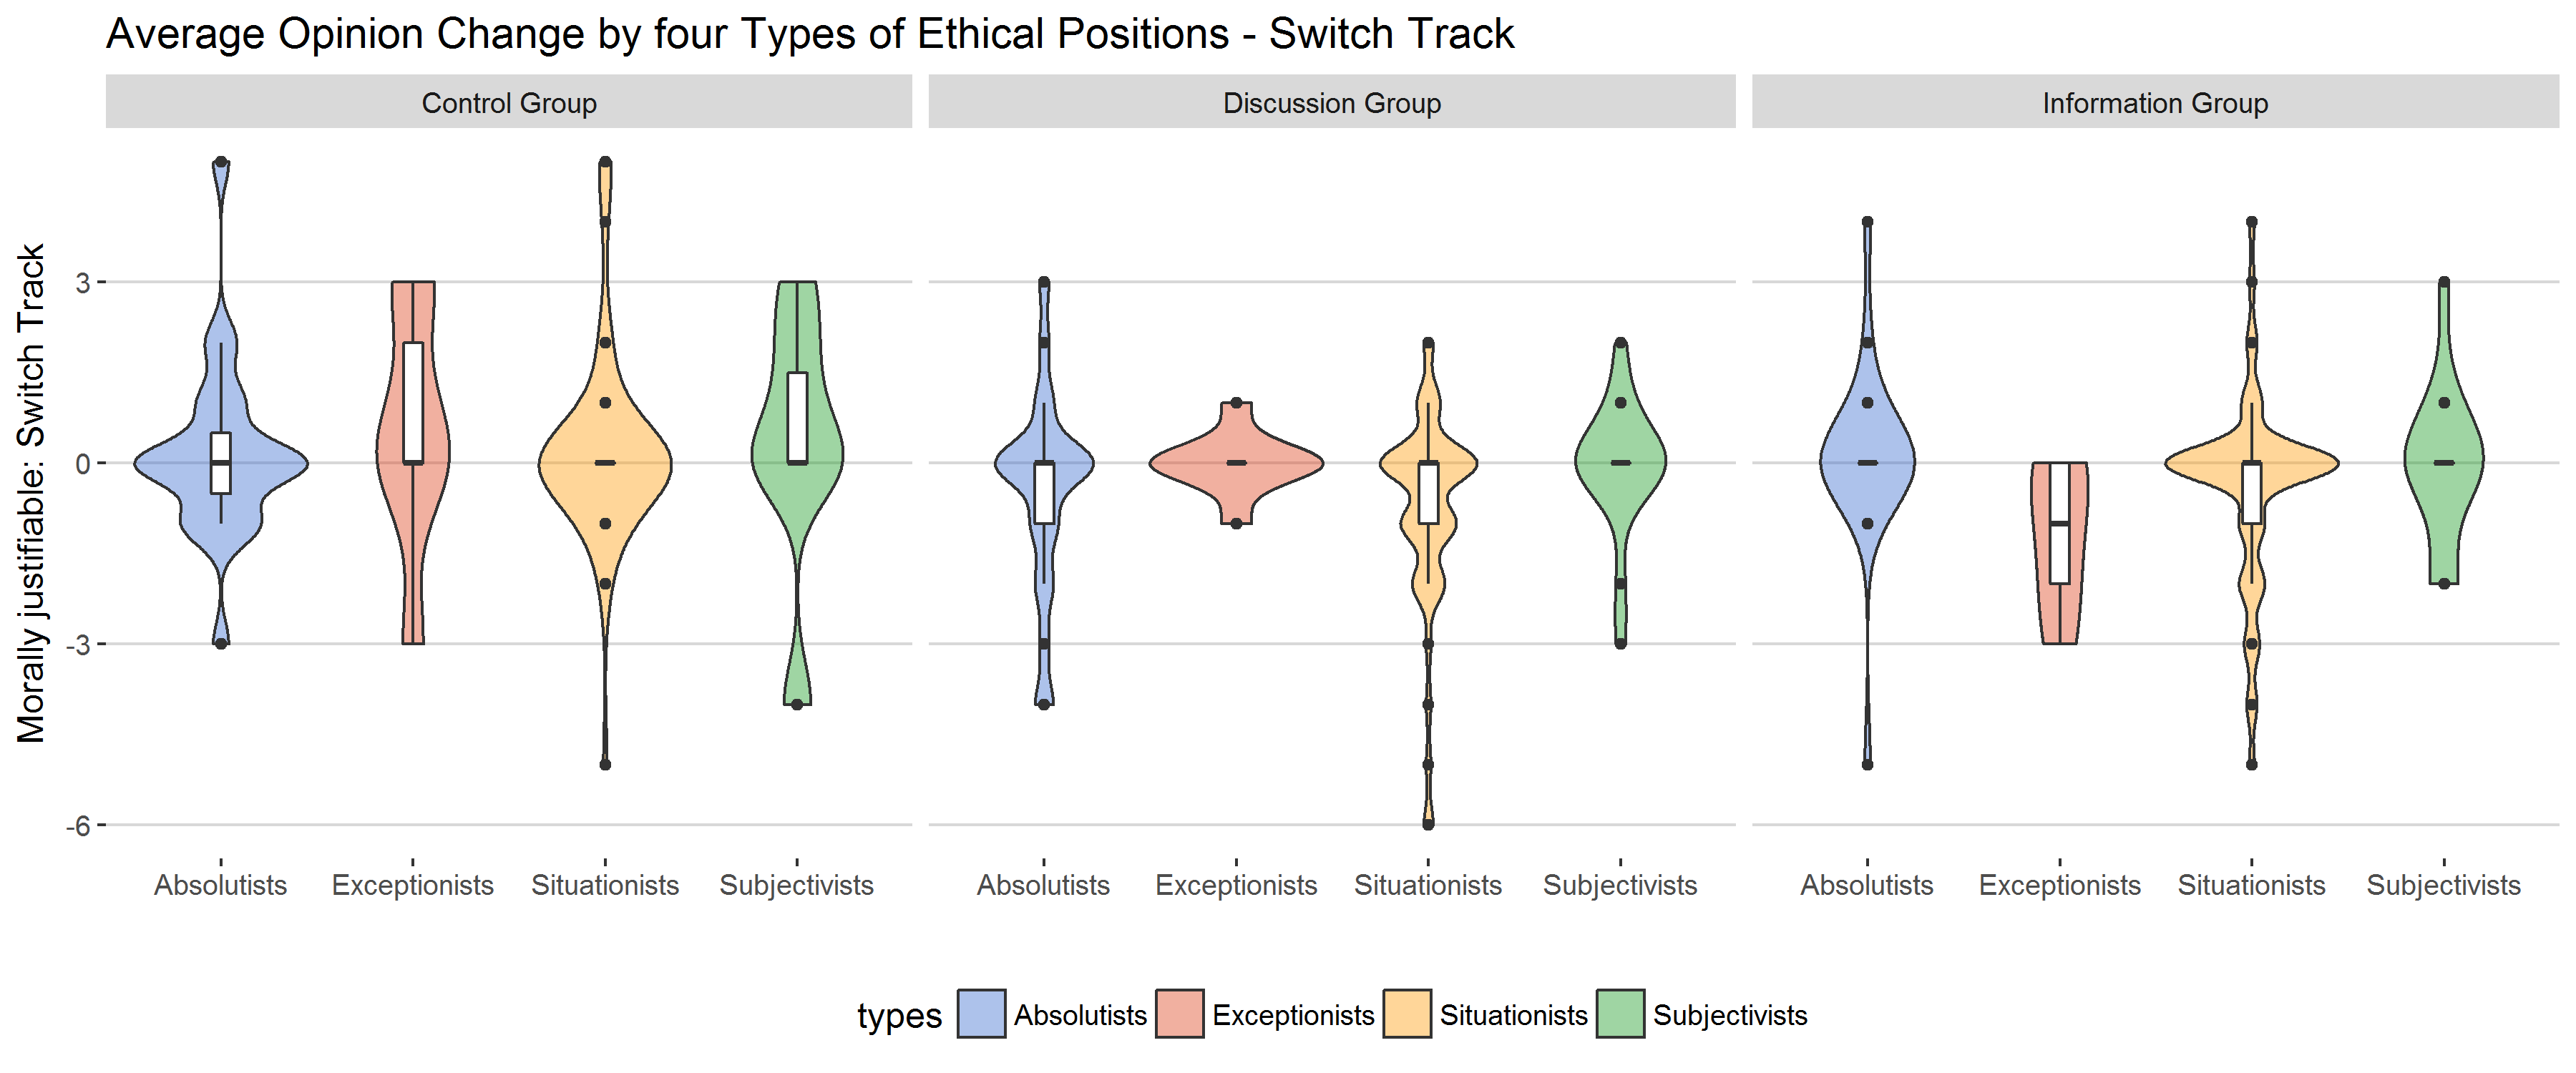 Average Opinion Change by four Types of Ethical Positions - Switch Track
Control Group
Discussion Group
Information Group
Morally justifiable: Switch Track
3
0
-3
-6
Absolutists Exceptionists Situationists Subjectivists
Absolutists Exceptionists Situationists Subjectivists
Absolutists Exceptionists Situationists Subjectivists
types Absolutists Exceptionists Situationists Subjectivists